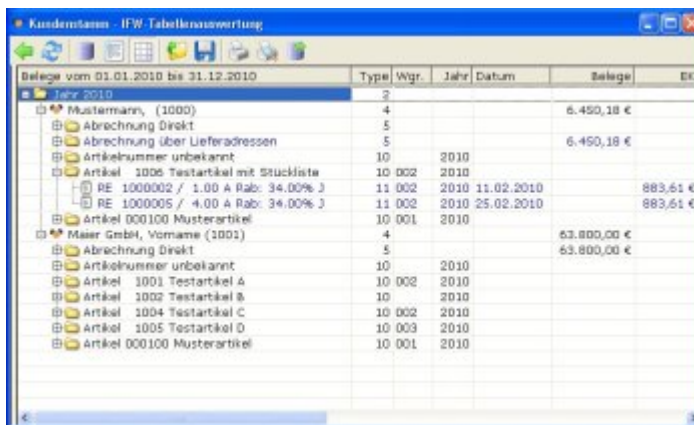 Kundenstamm - IFW-Tabellenauswertung
Belege vom 01.01.2010 bis 31.12.2010 Type Wgr. Jahr Datum Belege EK
Jahr 2010 2
Mustermann, (1000) 4 6.450,18 €
Abrechnung Direkt 5
Abrechnung über Lieferadressen 5 6.450,18 €
Artikelnummer unbekannt 10 2010
Artikel 1006 Testartikel mit Stückliste 10 002 2010
RE 1000002 / 1.00 A Rab: 34.00% J 11 002 2010 11.02.2010 883,61 €
RE 1000005 / 4.00 A Rab: 34.00% J 11 002 2010 25.02.2010 883,61 €
Artikel 000100 Musterartikel 10 001 2010
Maier GmbH, Vorname (1001) 4 63.800,00 €
Abrechnung Direkt 5 63.800,00 €
Artikelnummer unbekannt 10 2010
Artikel 1001 Testartikel A 10 002 2010
Artikel 1002 Testartikel B 10 2010
Artikel 1004 Testartikel C 10 002 2010
Artikel 1005 Testartikel D 10 003 2010
Artikel 000100 Musterartikel 10 001 2010